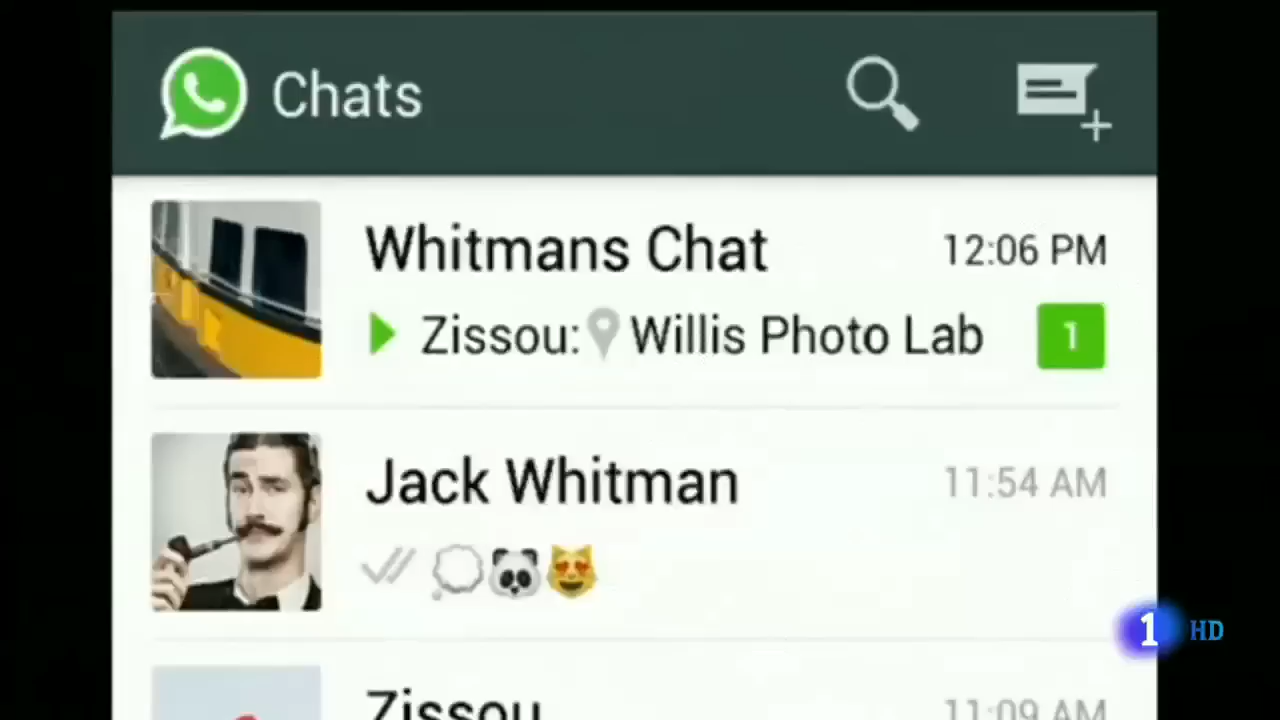 Chats
Whitmans Chat
12:06 PM
Zissou: Willis Photo Lab
1
Jack Whitman
11:54 AM
Zissou
11:09 AM
1 HD